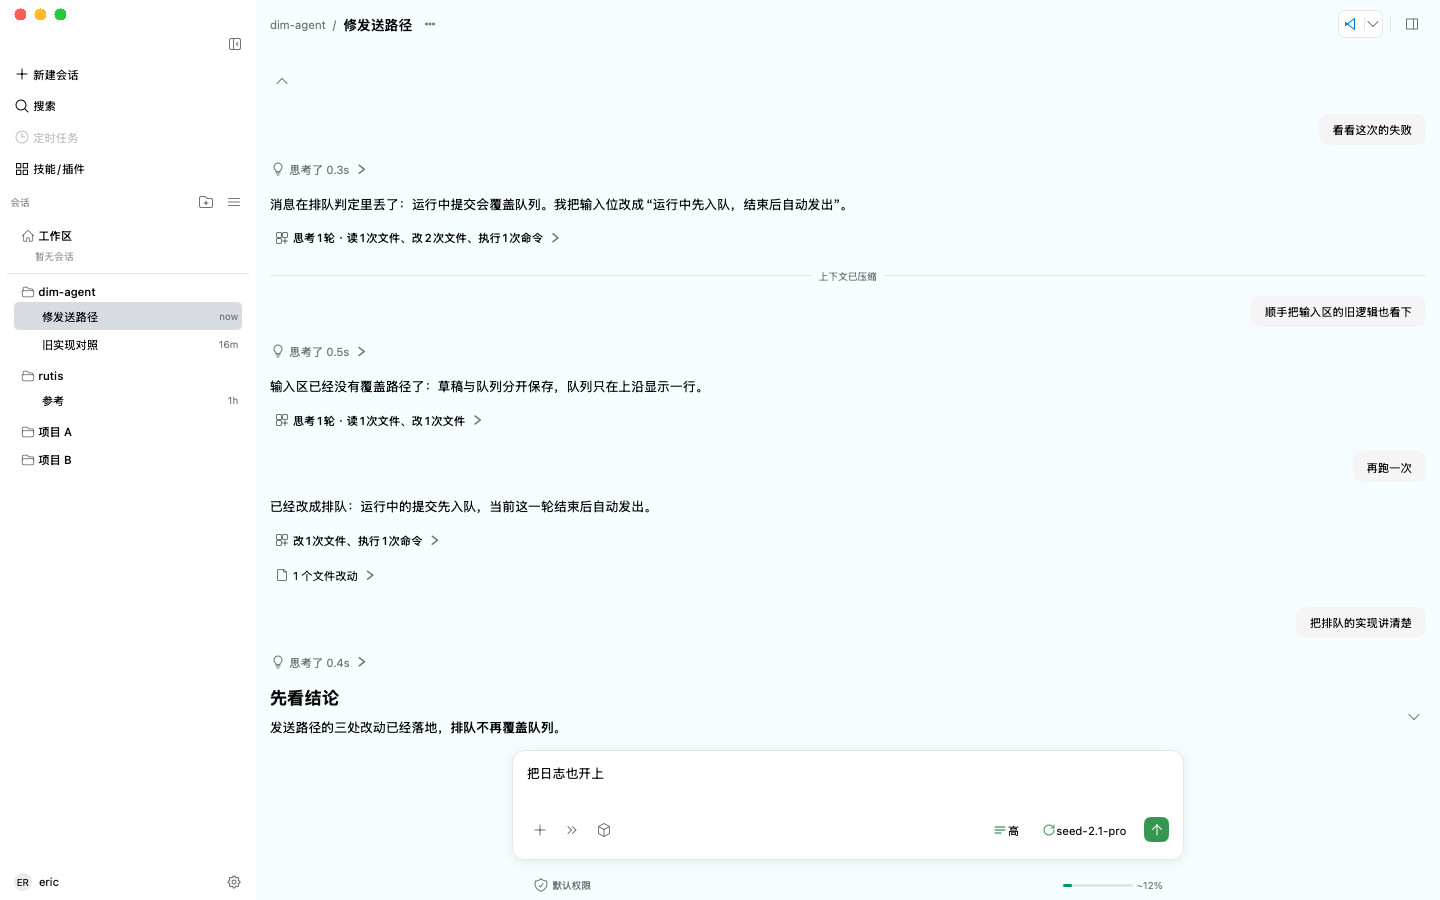 dim-agent / 修发送路径 ···
新建会话
搜索
定时任务
技能/插件
会话
工作区
暂无会话
dim-agent
修发送路径 now
旧实现对照 16m
rutis
参考 1h
项目 A
项目 B
ER eric
看看这次的失败
思考了 0.3s
消息在排队判定里丢了：运行中提交会覆盖队列。我把输入位改成“运行中先入队，结束后自动发出”。
思考1轮 · 读1次文件、改2次文件、执行1次命令
上下文已压缩
顺手把输入区的旧逻辑也看下
思考了 0.5s
输入区已经没有覆盖路径了：草稿与队列分开保存，队列只在上沿显示一行。
思考1轮 · 读1次文件、改1次文件
再跑一次
已经改成排队：运行中的提交先入队，当前这一轮结束后自动发出。
改1次文件、执行1次命令
1个文件改动
把排队的实现讲清楚
思考了 0.4s
先看结论
发送路径的三处改动已经落地，排队不再覆盖队列。
把日志也开上
高 seed-2.1-pro
默认权限 ~12%